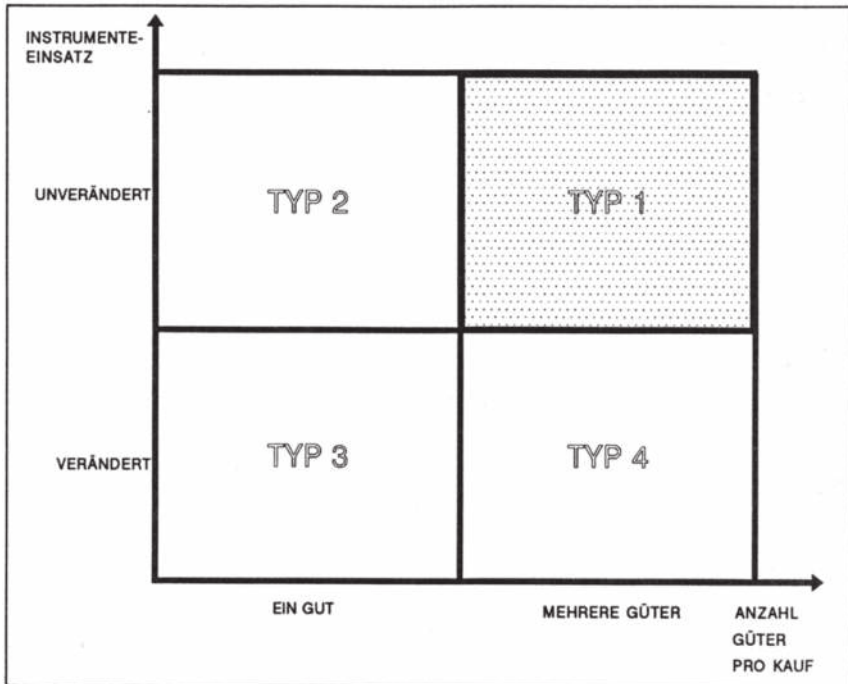 INSTRUMENTE-
EINSATZ
UNVERÄNDERT
TYP 2
TYP 1
VERÄNDERT
TYP 3
TYP 4
EIN GUT
MEHRERE GÜTER
ANZAHL
GÜTER
PRO KAUF